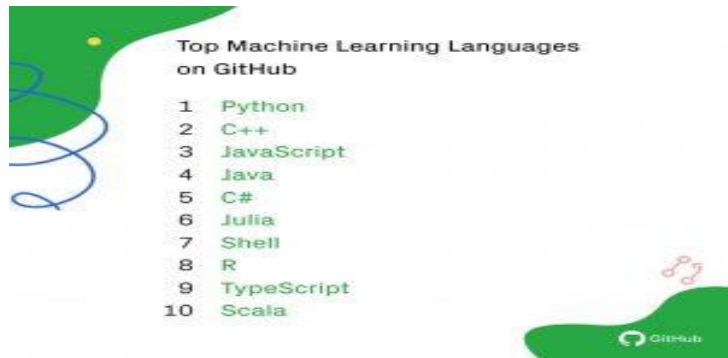 Top Machine Learning Languages
on GitHub
1 Python
2 C++
3 JavaScript
4 Java
5 C#
6 Julia
7 Shell
8 R
9 TypeScript
10 Scala
GitHub